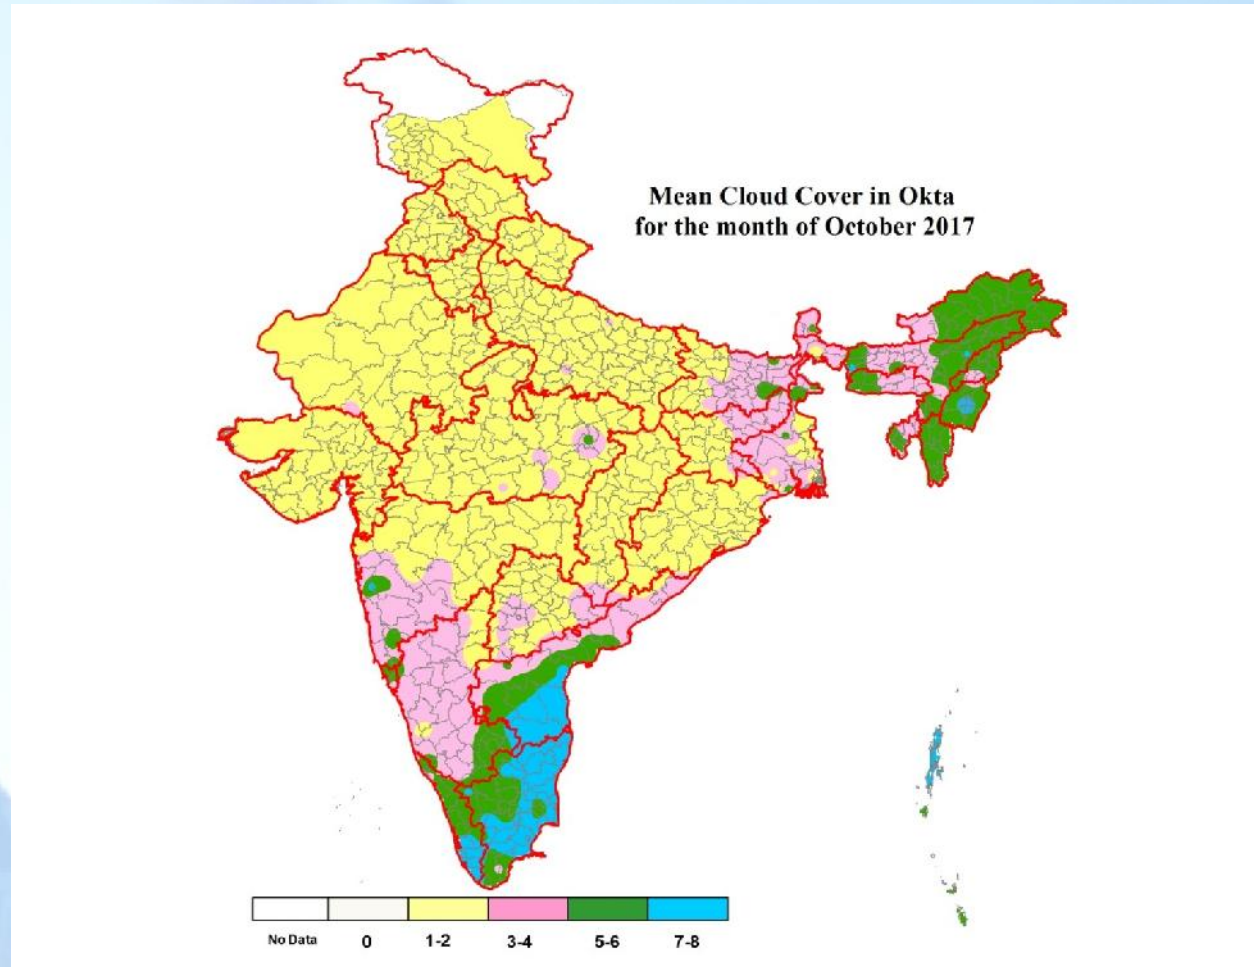 Mean Cloud Cover in Okta
for the month of October 2017
No Data 0 1-2 3-4 5-6 7-8